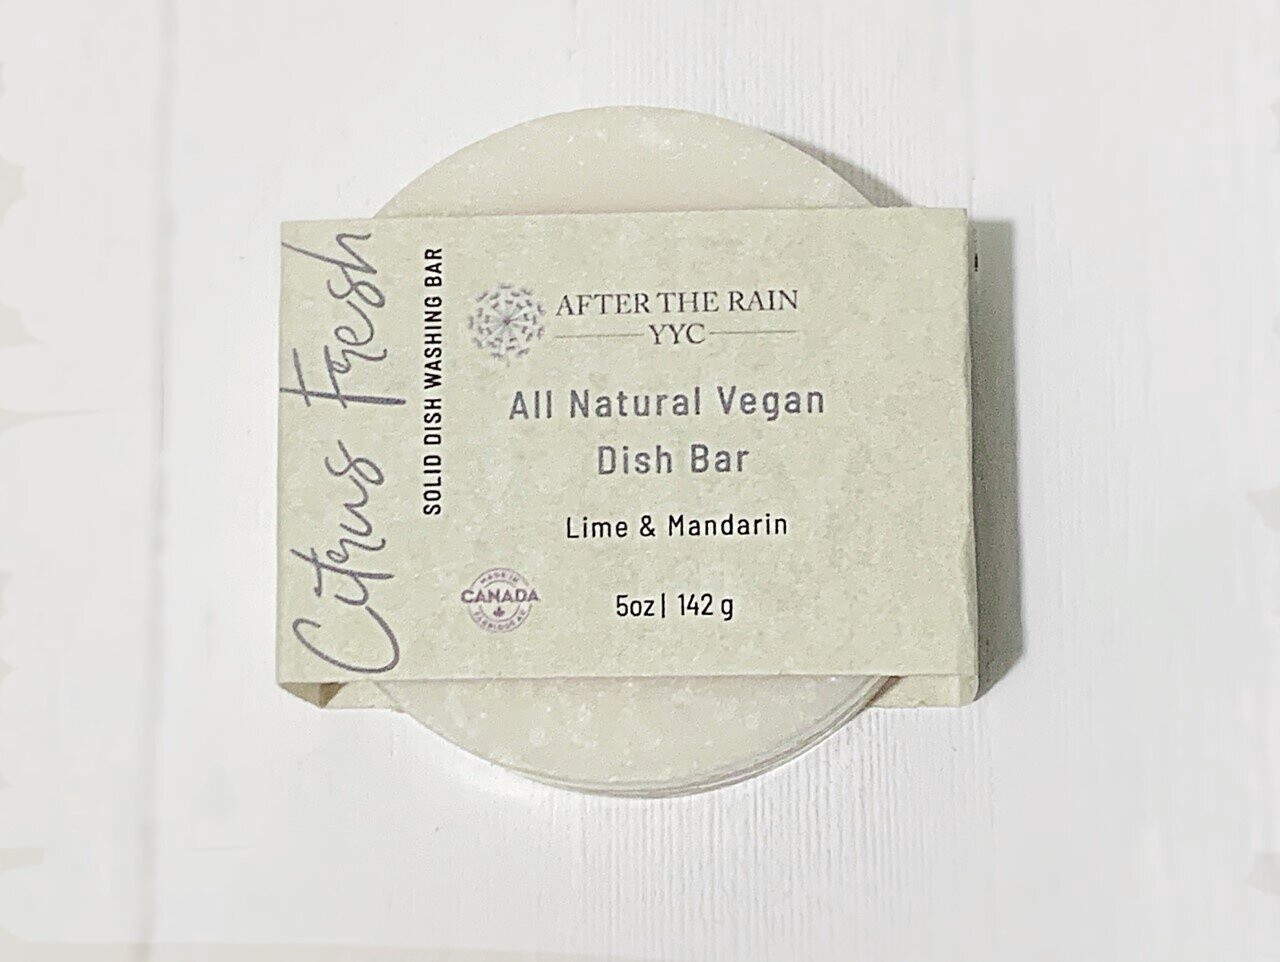 Citrus Fresh
SOLID DISH WASHING BAR
AFTER THE RAIN
YYC
All Natural Vegan
Dish Bar
Lime & Mandarin
MADE IN
CANADA
5oz | 142 g